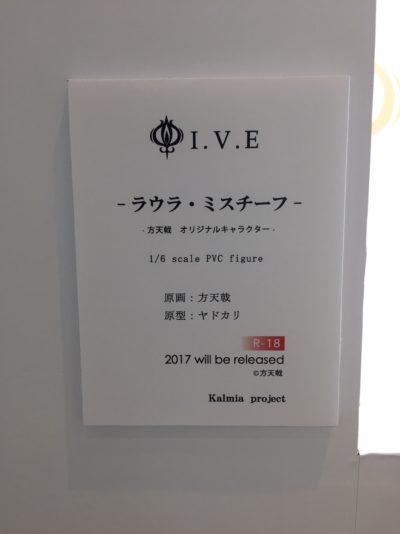 I.V.E
-ラウラ・ミスチーフ-
-方天戟 オリジナルキャラクター-
1/6 scale PVC figure
原画：方天戟
原型：ヤドカリ
R-18
2017 will be released
©方天戟
Kalmia project